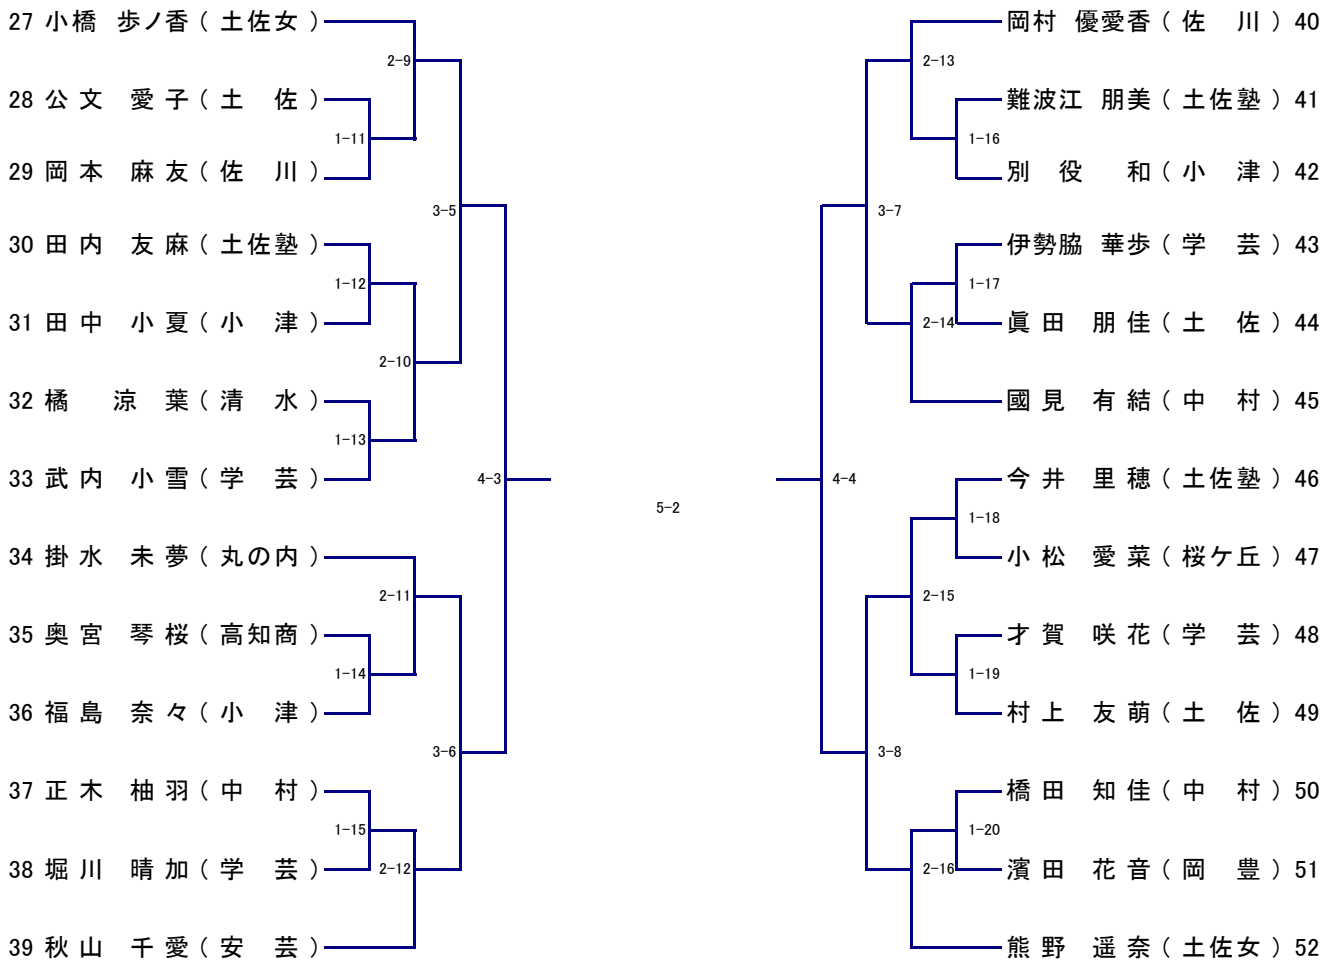 27 小橋 歩ノ香 ( 土佐女 )
2-9
28 公文 愛子 ( 土 佐 )
1-11
29 岡本 麻友 ( 佐 川 )
3-5
30 田内 友麻 ( 土佐塾 )
1-12
31 田中 小夏 ( 小 津 )
2-10
32 橘 涼葉 ( 清 水 )
1-13
33 武内 小雪 ( 学 芸 )
4-3
34 掛水 未夢 ( 丸の内 )
2-11
35 奥宮 琴桜 ( 高知商 )
1-14
36 福島 奈々 ( 小 津 )
3-6
37 正木 柚羽 ( 中 村 )
1-15
38 堀川 晴加 ( 学 芸 )
2-12
39 秋山 千愛 ( 安 芸 )
5-2
岡村 優愛香 ( 佐 川 ) 40
2-13
難波江 朋美 ( 土佐塾 ) 41
1-16
別役 和 ( 小 津 ) 42
3-7
伊勢脇 華歩 ( 学 芸 ) 43
1-17
眞田 朋佳 ( 土 佐 ) 44
2-14
國見 有結 ( 中 村 ) 45
4-4
今井 里穂 ( 土佐塾 ) 46
1-18
小松 愛菜 ( 桜ケ丘 ) 47
2-15
才賀 咲花 ( 学 芸 ) 48
1-19
村上 友萌 ( 土 佐 ) 49
3-8
橋田 知佳 ( 中 村 ) 50
1-20
濱田 花音 ( 岡 豊 ) 51
2-16
熊野 遥奈 ( 土佐女 ) 52